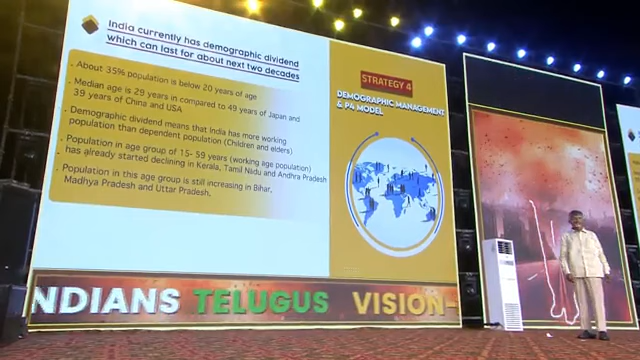 India currently has demographic dividend
which can last for about next two decades
• About 35% population is below 20 years of age
• Median age is 29 years in compared to 49 years of Japan and
39 years of China and USA
• Demographic dividend means that India has more working
population than dependent population (Children and elders)
• Population in age group of 15- 59 years (working age population)
has already started declining in Kerala, Tamil Nadu and Andhra Pradesh
• Population in this age group is still increasing in Bihar,
Madhya Pradesh and Uttar Pradesh,
STRATEGY 4
DEMOGRAPHIC MANAGEMENT
& P4 MODEL
INDIANS TELUGUS VISION-